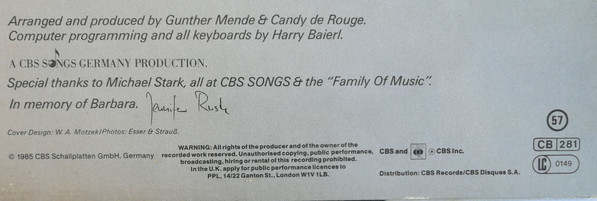 Arranged and produced by Gunther Mende & Candy de Rouge.
Computer programming and all keyboards by Harry Baierl.
A CBS SONGS GERMANY PRODUCTION.
Special thanks to Michael Stark, all at CBS SONGS & the “Family Of Music”.
In memory of Barbara. Jennifer Rush
Cover Design: W. A. Motzek/Photos: Esser & Strauß.
57
CB 281
LC 0149
© 1985 CBS Schallplatten GmbH, Germany
WARNING: All rights of the producer and of the owner of the
recorded work reserved. Unauthorised copying, public performance,
broadcasting, hiring or rental of this recording prohibited.
In the U.K. apply for public performance licences to
PPL, 14/22 Ganton St., London W1V 1LB.
CBS and ® CBS Inc.
Distribution: CBS Records/CBS Disques S.A.